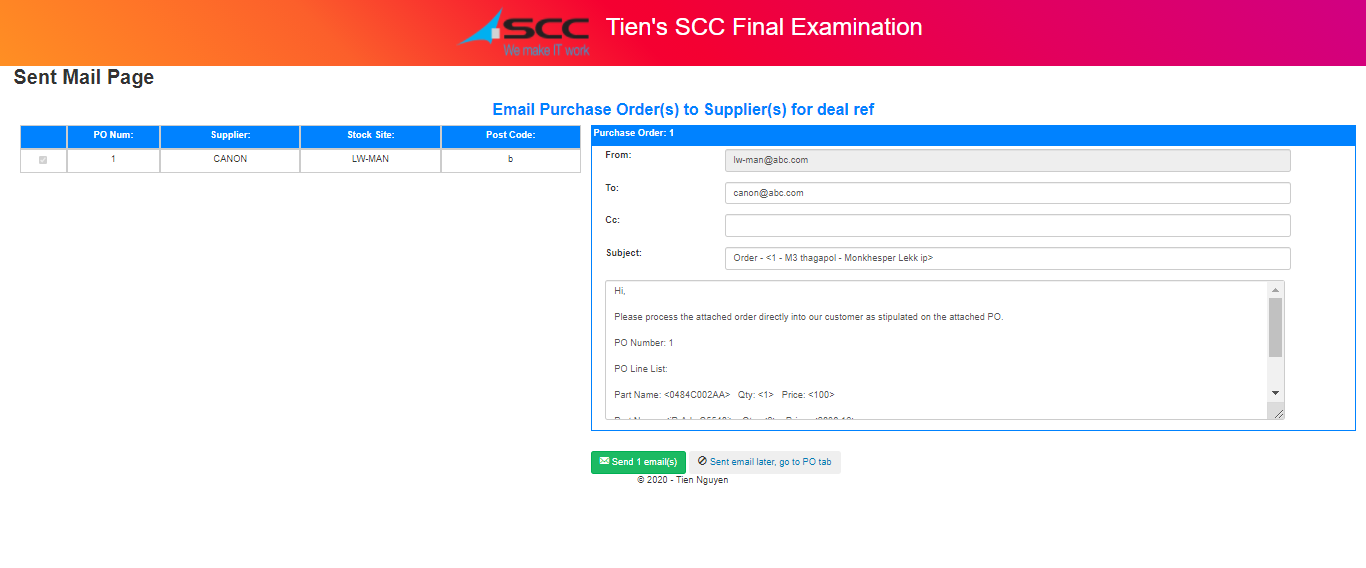 SCC
We make IT work
Tien's SCC Final Examination
Sent Mail Page
Email Purchase Order(s) to Supplier(s) for deal ref
PO Num: Supplier: Stock Site: Post Code:
1 CANON LW-MAN b
Purchase Order: 1
From: lw-man@abc.com
To: canon@abc.com
Cc:
Subject: Order - <1 - M3 thagapol - Monkhesper Lekk ip>
Hi,
Please process the attached order directly into our customer as stipulated on the attached PO.
PO Number: 1
PO Line List:
Part Name: <0484C002AA> Qty: <1> Price: <100>
Send 1 email(s) Sent email later, go to PO tab
© 2020 - Tien Nguyen